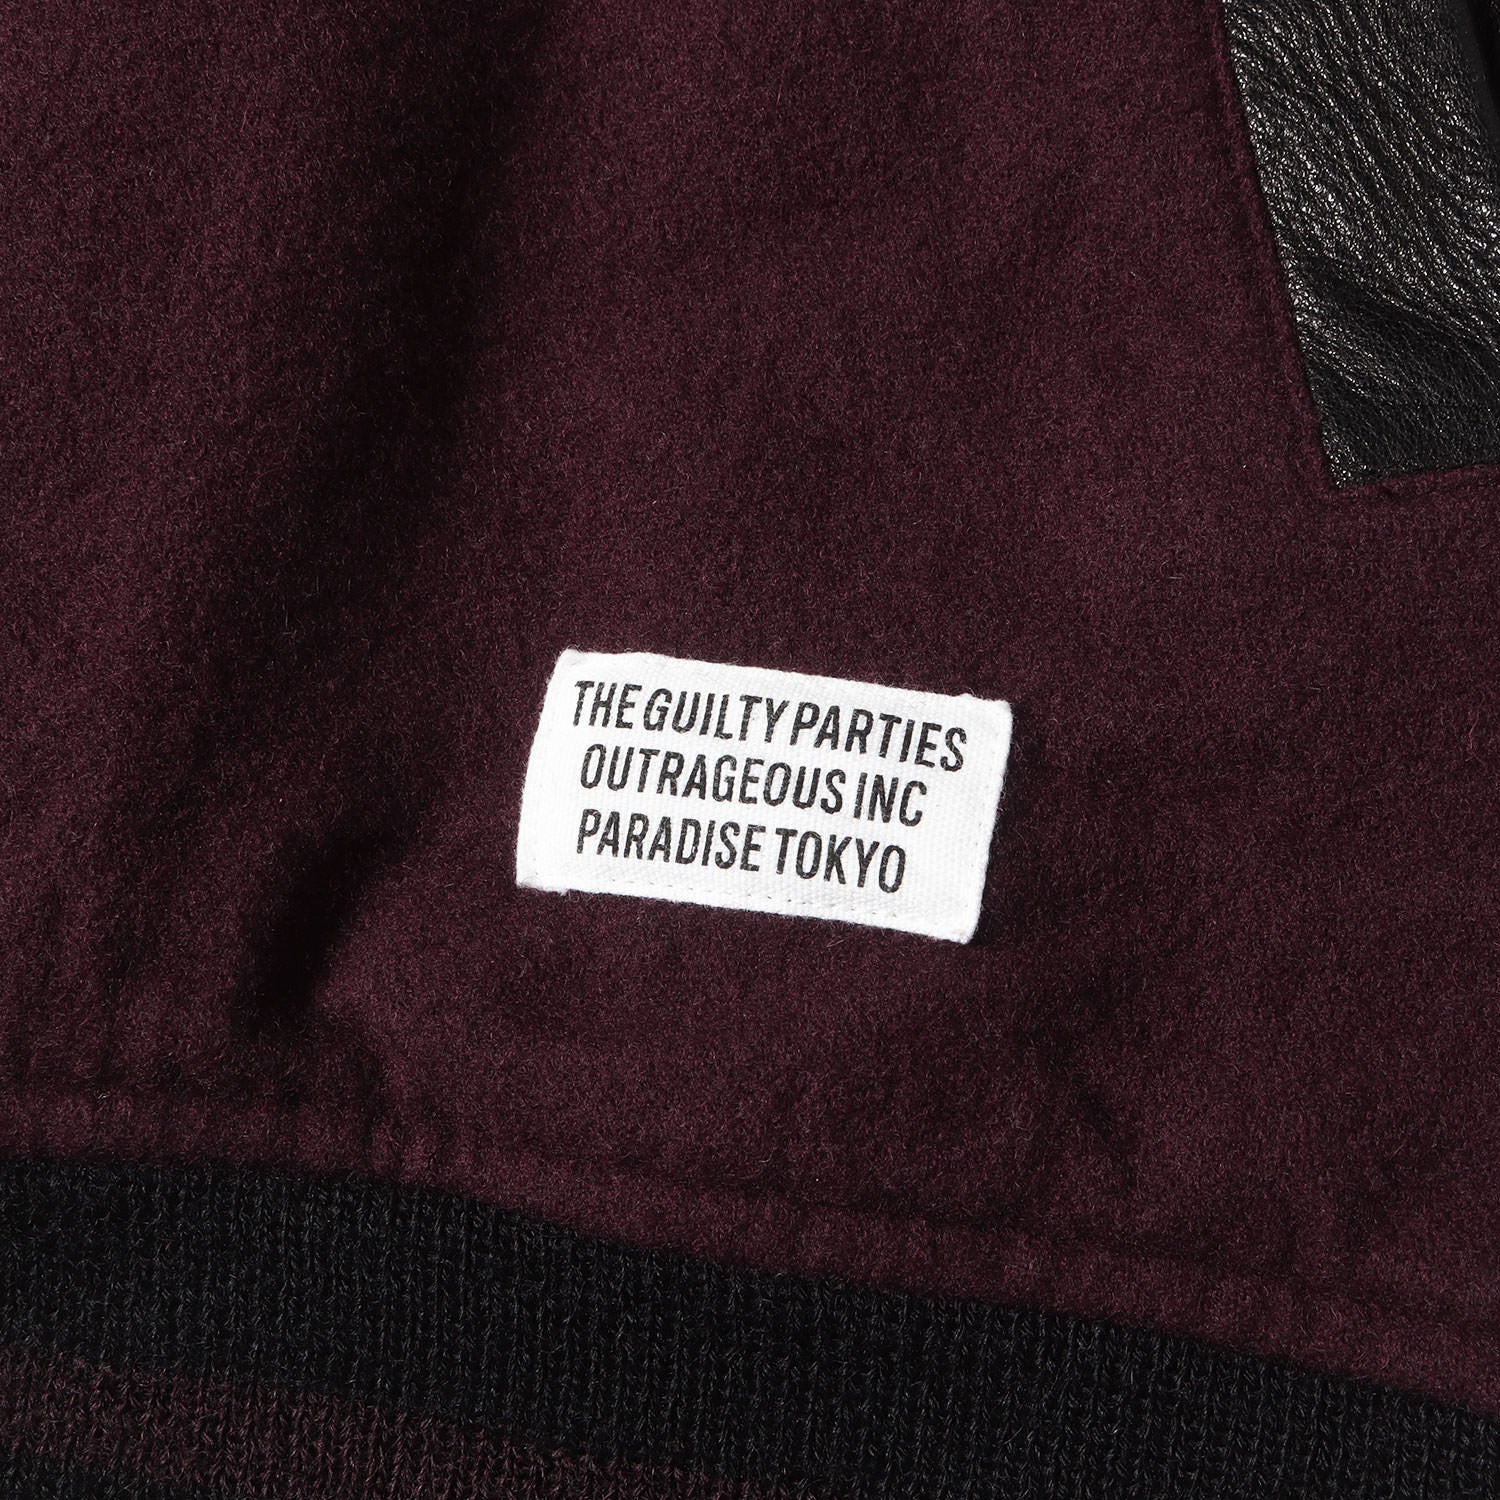 THE GUILTY PARTIES
OUTRAGEOUS INC
PARADISE TOKYO